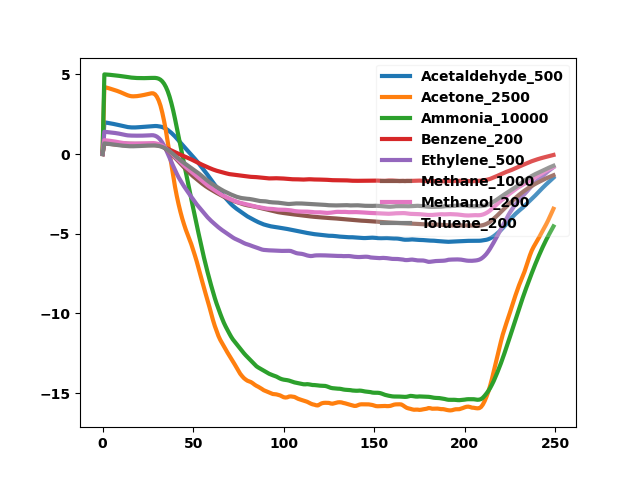 5
0
−5
−10
−15
0
50
100
150
200
250
Acetaldehyde_500
Acetone_2500
Ammonia_10000
Benzene_200
Ethylene_500
Methane_1000
Methanol_200
Toluene_200